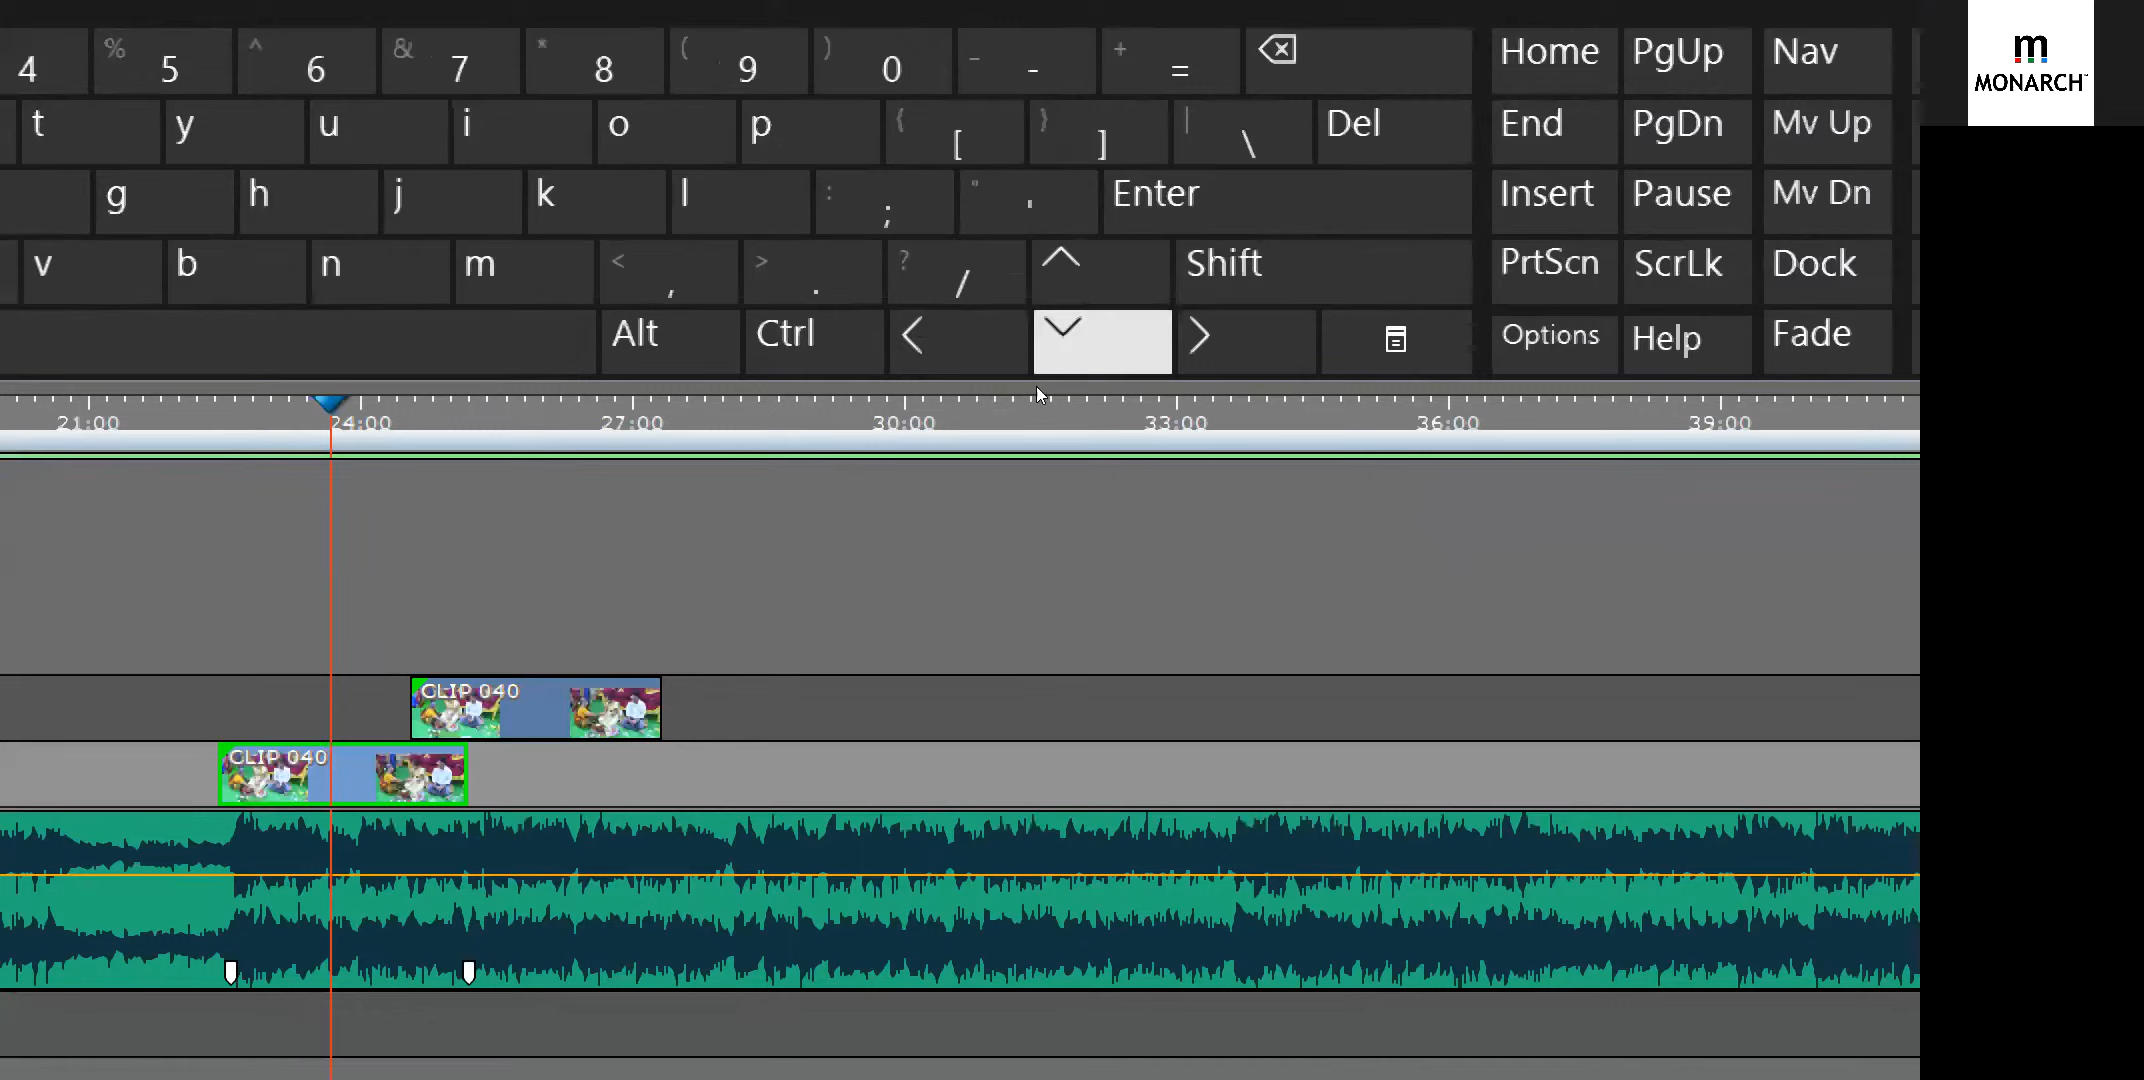 4 % 5 ^ 6 & 7 * 8 ( 9 ) 0 _ - + = Home PgUp Nav
t y u i o p { [ } ] | \ Del End PgDn Mv Up
g h j k l : ; " ' Enter Insert Pause Mv Dn
v b n m < , > . ? / Shift PrtScn ScrLk Dock
Alt Ctrl Options Help Fade
m
MONARCH
21:00 24:00 27:00 30:00 33:00 36:00 39:00
CLIP 040
CLIP 040